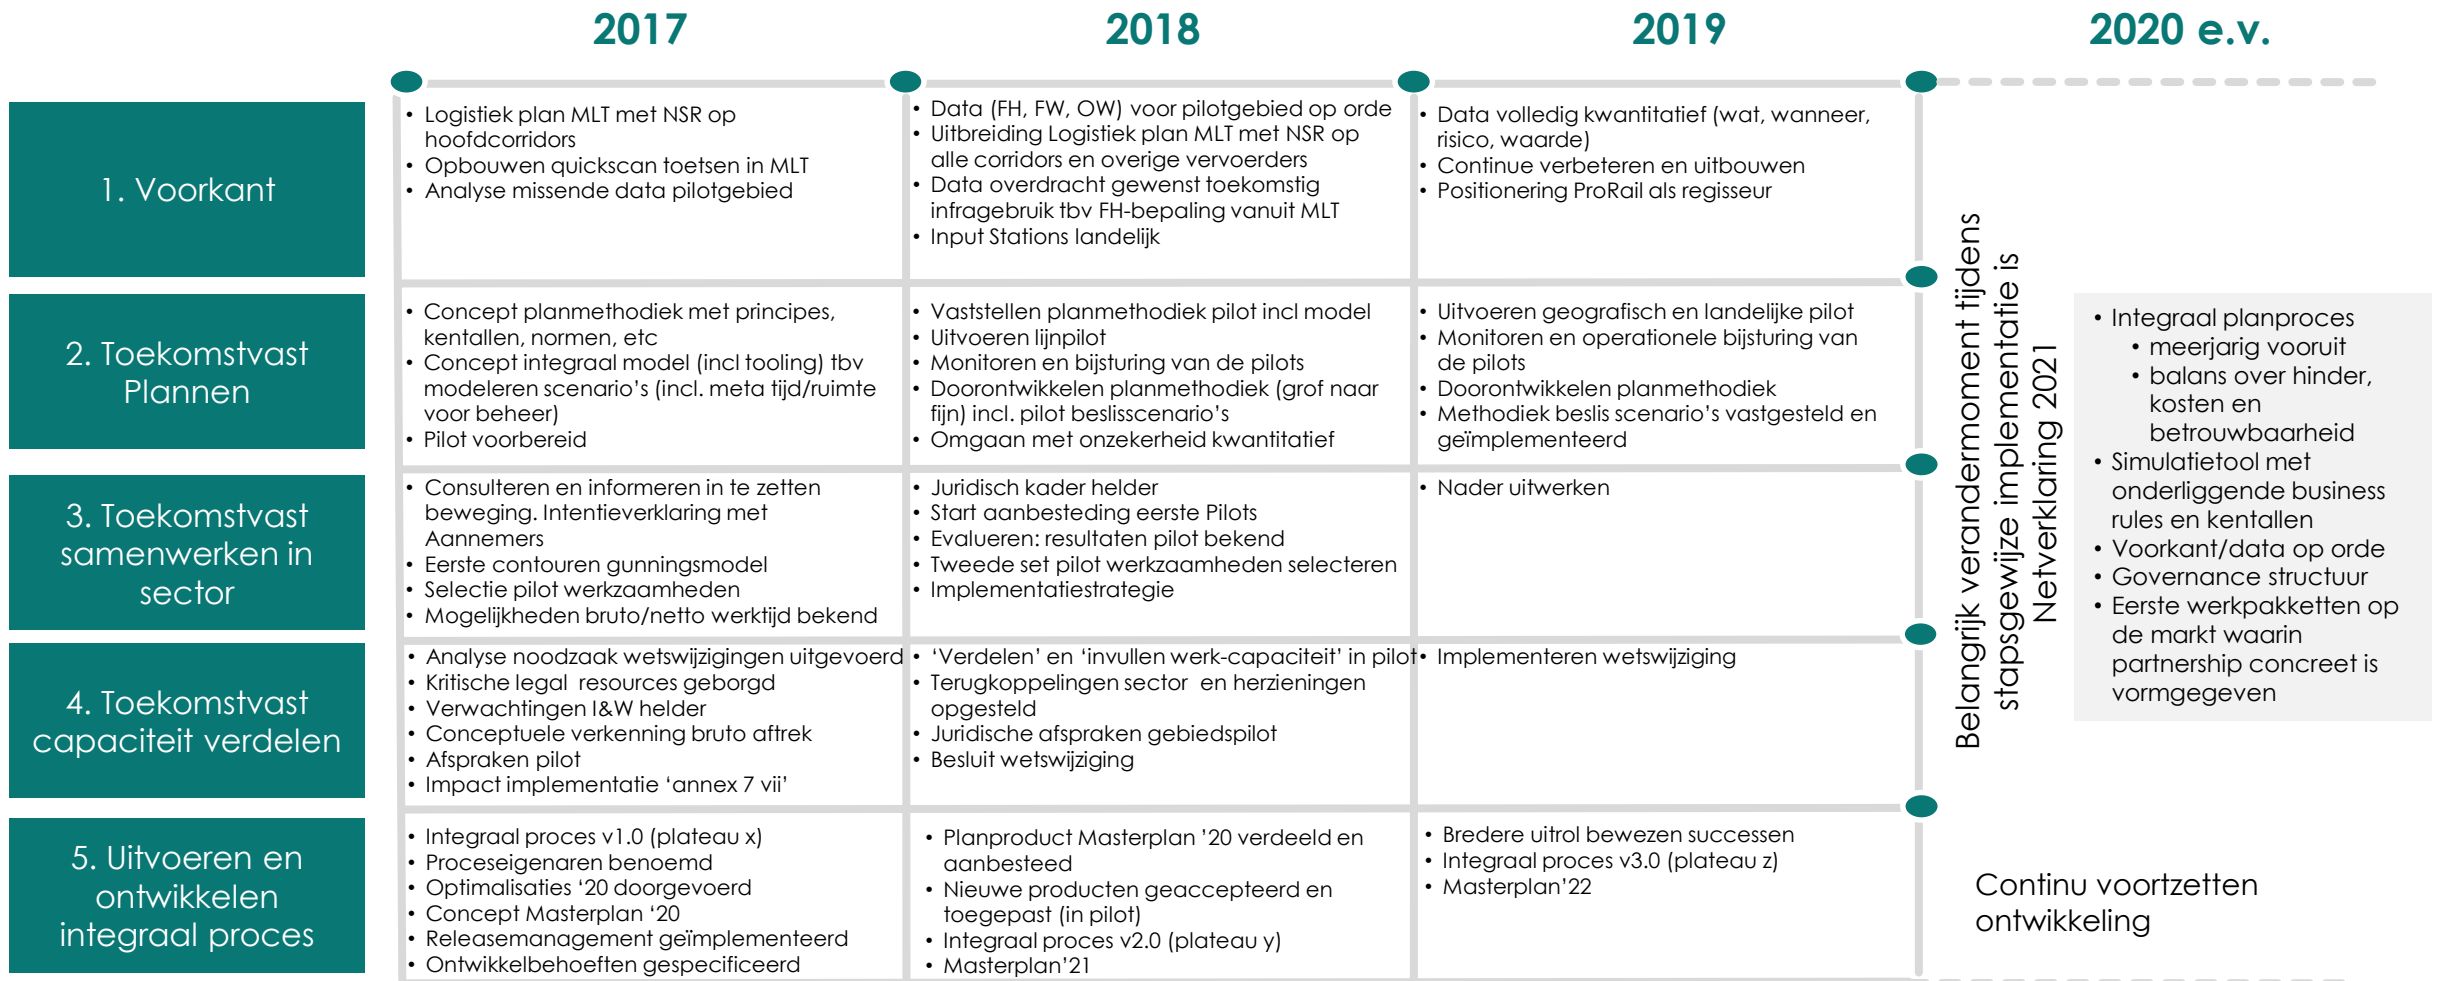 2017
2018
2019
2020 e.v.
1. Voorkant
• Logistiek plan MLT met NSR op
hoofdcorridors
• Opbouwen quickscan toetsen in MLT
• Analyse missende data pilotgebied
• Data (FH, FW, OW) voor pilotgebied op orde
• Uitbreiding Logistiek plan MLT met NSR op
alle corridors en overige vervoerders
• Data overdracht gewenst toekomstig
infragebruik tbv FH-bepaling vanuit MLT
• Input Stations landelijk
• Data volledig kwantitatief (wat, wanneer,
risico, waarde)
• Continue verbeteren en uitbouwen
• Positionering ProRail als regisseur
2. Toekomstvast
Plannen
• Concept planmethodiek met principes,
kentallen, normen, etc
• Concept integraal model (incl tooling) tbv
modeleren scenario's (incl. meta tijd/ruimte
voor beheer)
• Pilot voorbereid
• Vaststellen planmethodiek pilot incl model
• Uitvoeren lijnpilot
• Monitoren en bijsturing van de pilots
• Doorontwikkelen planmethodiek (grof naar
fijn) incl. pilot beslisscenario's
• Omgaan met onzekerheid kwantitatief
• Uitvoeren geografisch en landelijke pilot
• Monitoren en operationele bijsturing van
de pilots
• Doorontwikkelen planmethodiek
• Methodiek beslis scenario's vastgesteld en
geïmplementeerd
3. Toekomstvast
samenwerken in
sector
• Consulteren en informeren in te zetten
beweging. Intentieverklaring met
Aannemers
• Eerste contouren gunningsmodel
• Selectie pilot werkzaamheden
• Mogelijkheden bruto/netto werktijd bekend
• Juridisch kader helder
• Start aanbesteding eerste Pilots
• Evalueren: resultaten pilot bekend
• Tweede set pilot werkzaamheden selecteren
• Implementatiestrategie
• Nader uitwerken
4. Toekomstvast
capaciteit verdelen
• Analyse noodzaak wetswijzigingen uitgevoerd
• Kritische legal  resources geborgd
• Verwachtingen I&W helder
• Conceptuele verkenning bruto aftrek
• Afspraken pilot
• Impact implementatie 'annex 7 vii'
• 'Verdelen' en 'invullen werk-capaciteit' in pilot
• Terugkoppelingen sector  en herzieningen
opgesteld
• Juridische afspraken gebiedspilot
• Besluit wetswijziging
• Implementeren wetswijziging
5. Uitvoeren en
ontwikkelen
integraal proces
• Integraal proces v1.0 (plateau x)
• Proceseigenaren benoemd
• Optimalisaties '20 doorgevoerd
• Concept Masterplan '20
• Releasemanagement geïmplementeerd
• Ontwikkelbehoeften gespecificeerd
• Planproduct Masterplan '20 verdeeld en
aanbesteed
• Nieuwe producten geaccepteerd en
toegepast (in pilot)
• Integraal proces v2.0 (plateau y)
• Masterplan'21
• Bredere uitrol bewezen successen
• Integraal proces v3.0 (plateau z)
• Masterplan'22
Belangrijk verandermoment tijdens
stapsgewijze implementatie is
Netverklaring 2021
• Integraal planproces
• meerjarig vooruit
• balans over hinder,
kosten en
betrouwbaarheid
• Simulatietool met
onderliggende business
rules en kentallen
• Voorkant/data op orde
• Governance structuur
• Eerste werkpakketten op
de markt waarin
partnership concreet is
vormgegeven
Continu voortzetten
ontwikkeling